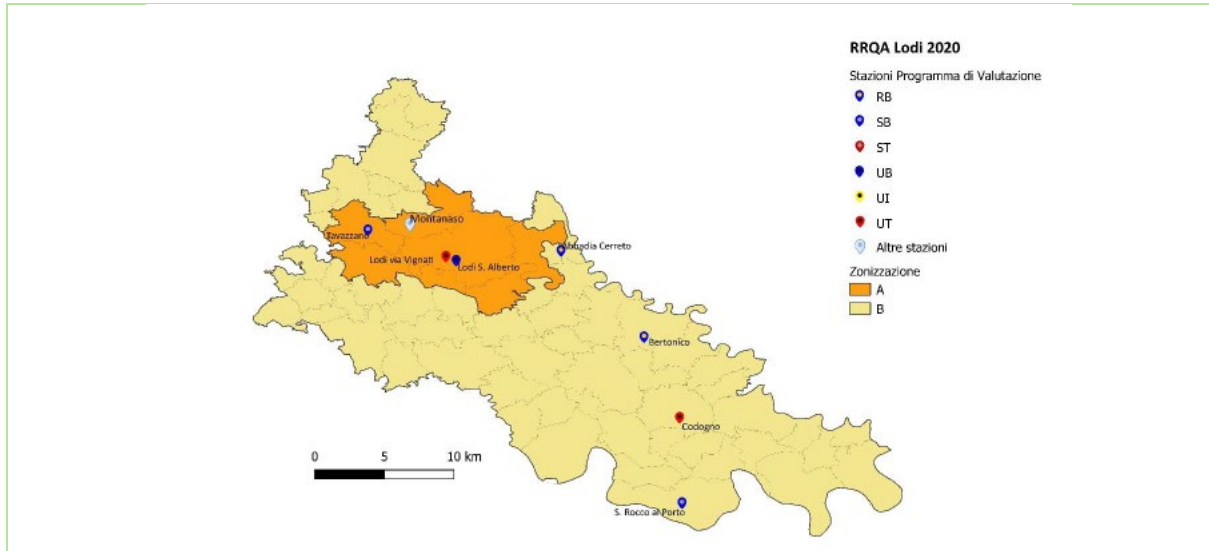 RRQA Lodi 2020
Stazioni Programma di Valutazione
RB
SB
ST
UB
UI
UT
Altre stazioni
Zonizzazione
A
B
Montanaso
Tavazzano
Abbadia Cerreto
Lodi via Vignati
Lodi S. Alberto
Bertonico
Codogno
S. Rocco al Porto
0 5 10 km